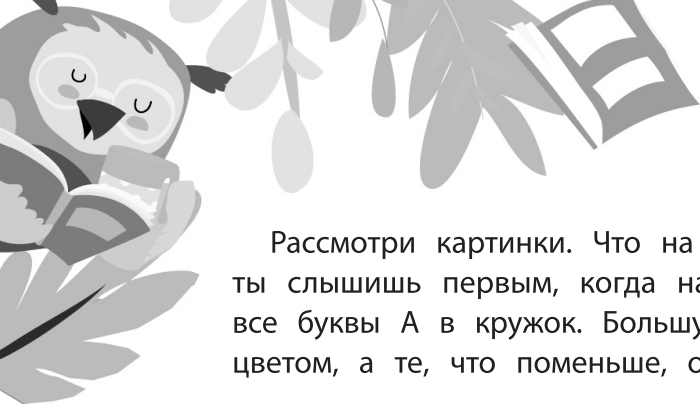 Рассмотри картинки. Что на
ты слышишь первым, когда
все буквы А в кружок.
цветом, а те, что поменьше,